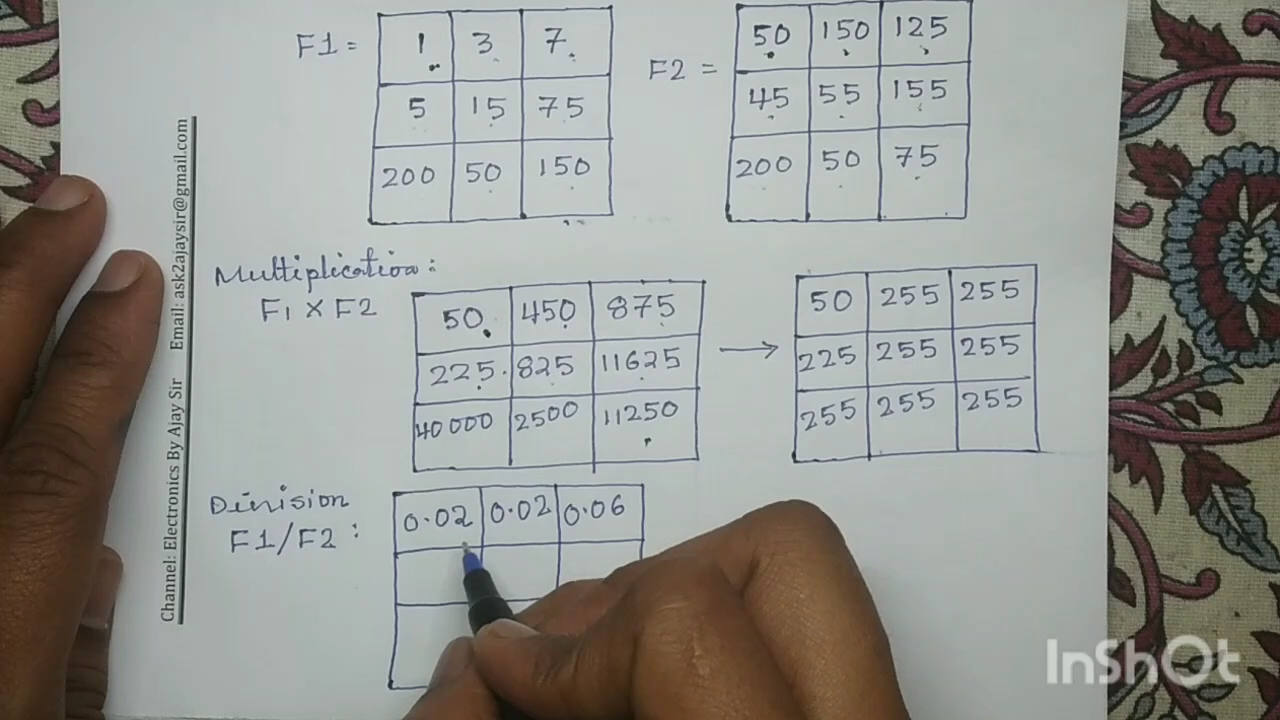 F1 =
1 3 7
5 15 75
200 50 150
F2 =
50 150 125
45 55 155
200 50 75
Multiplication:
F1 X F2
50 450 875
225 825 11625
40000 2500 11250
50 255 255
225 255 255
255 255 255
Division
F1/F2 :
0.02 0.02 0.06
Channel: Electronics By Ajay Sir Email: ask2ajaysir@gmail.com
InShOt